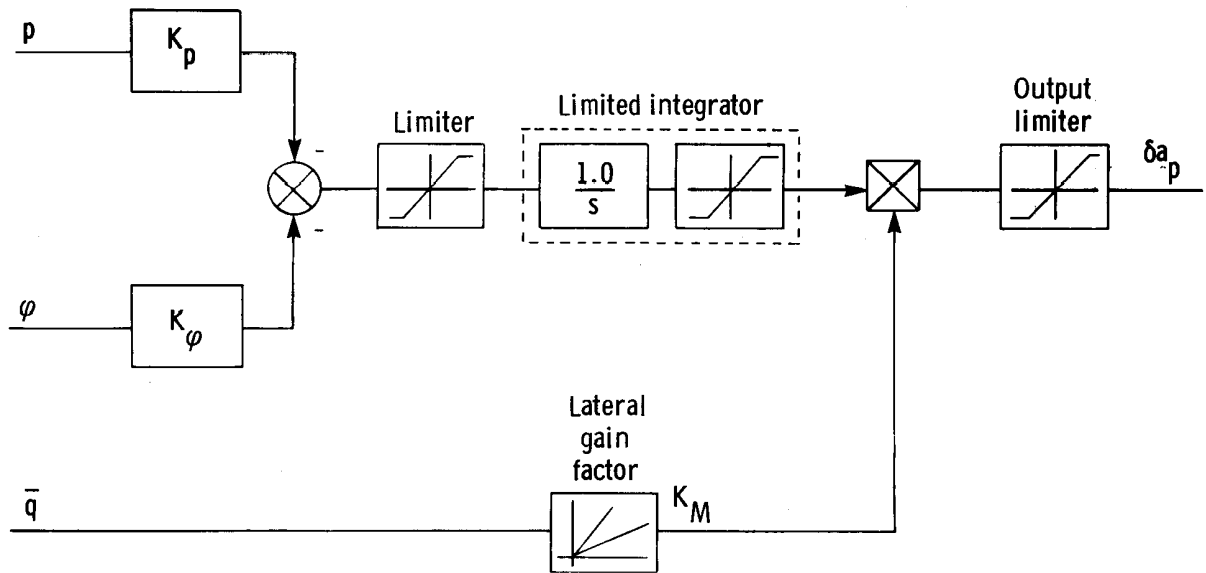 p
K_p
-
-
Limiter
Limited integrator
1.0
s
Output
limiter
δa_p
φ
K_φ
Lateral
gain
factor
q̅
K_M